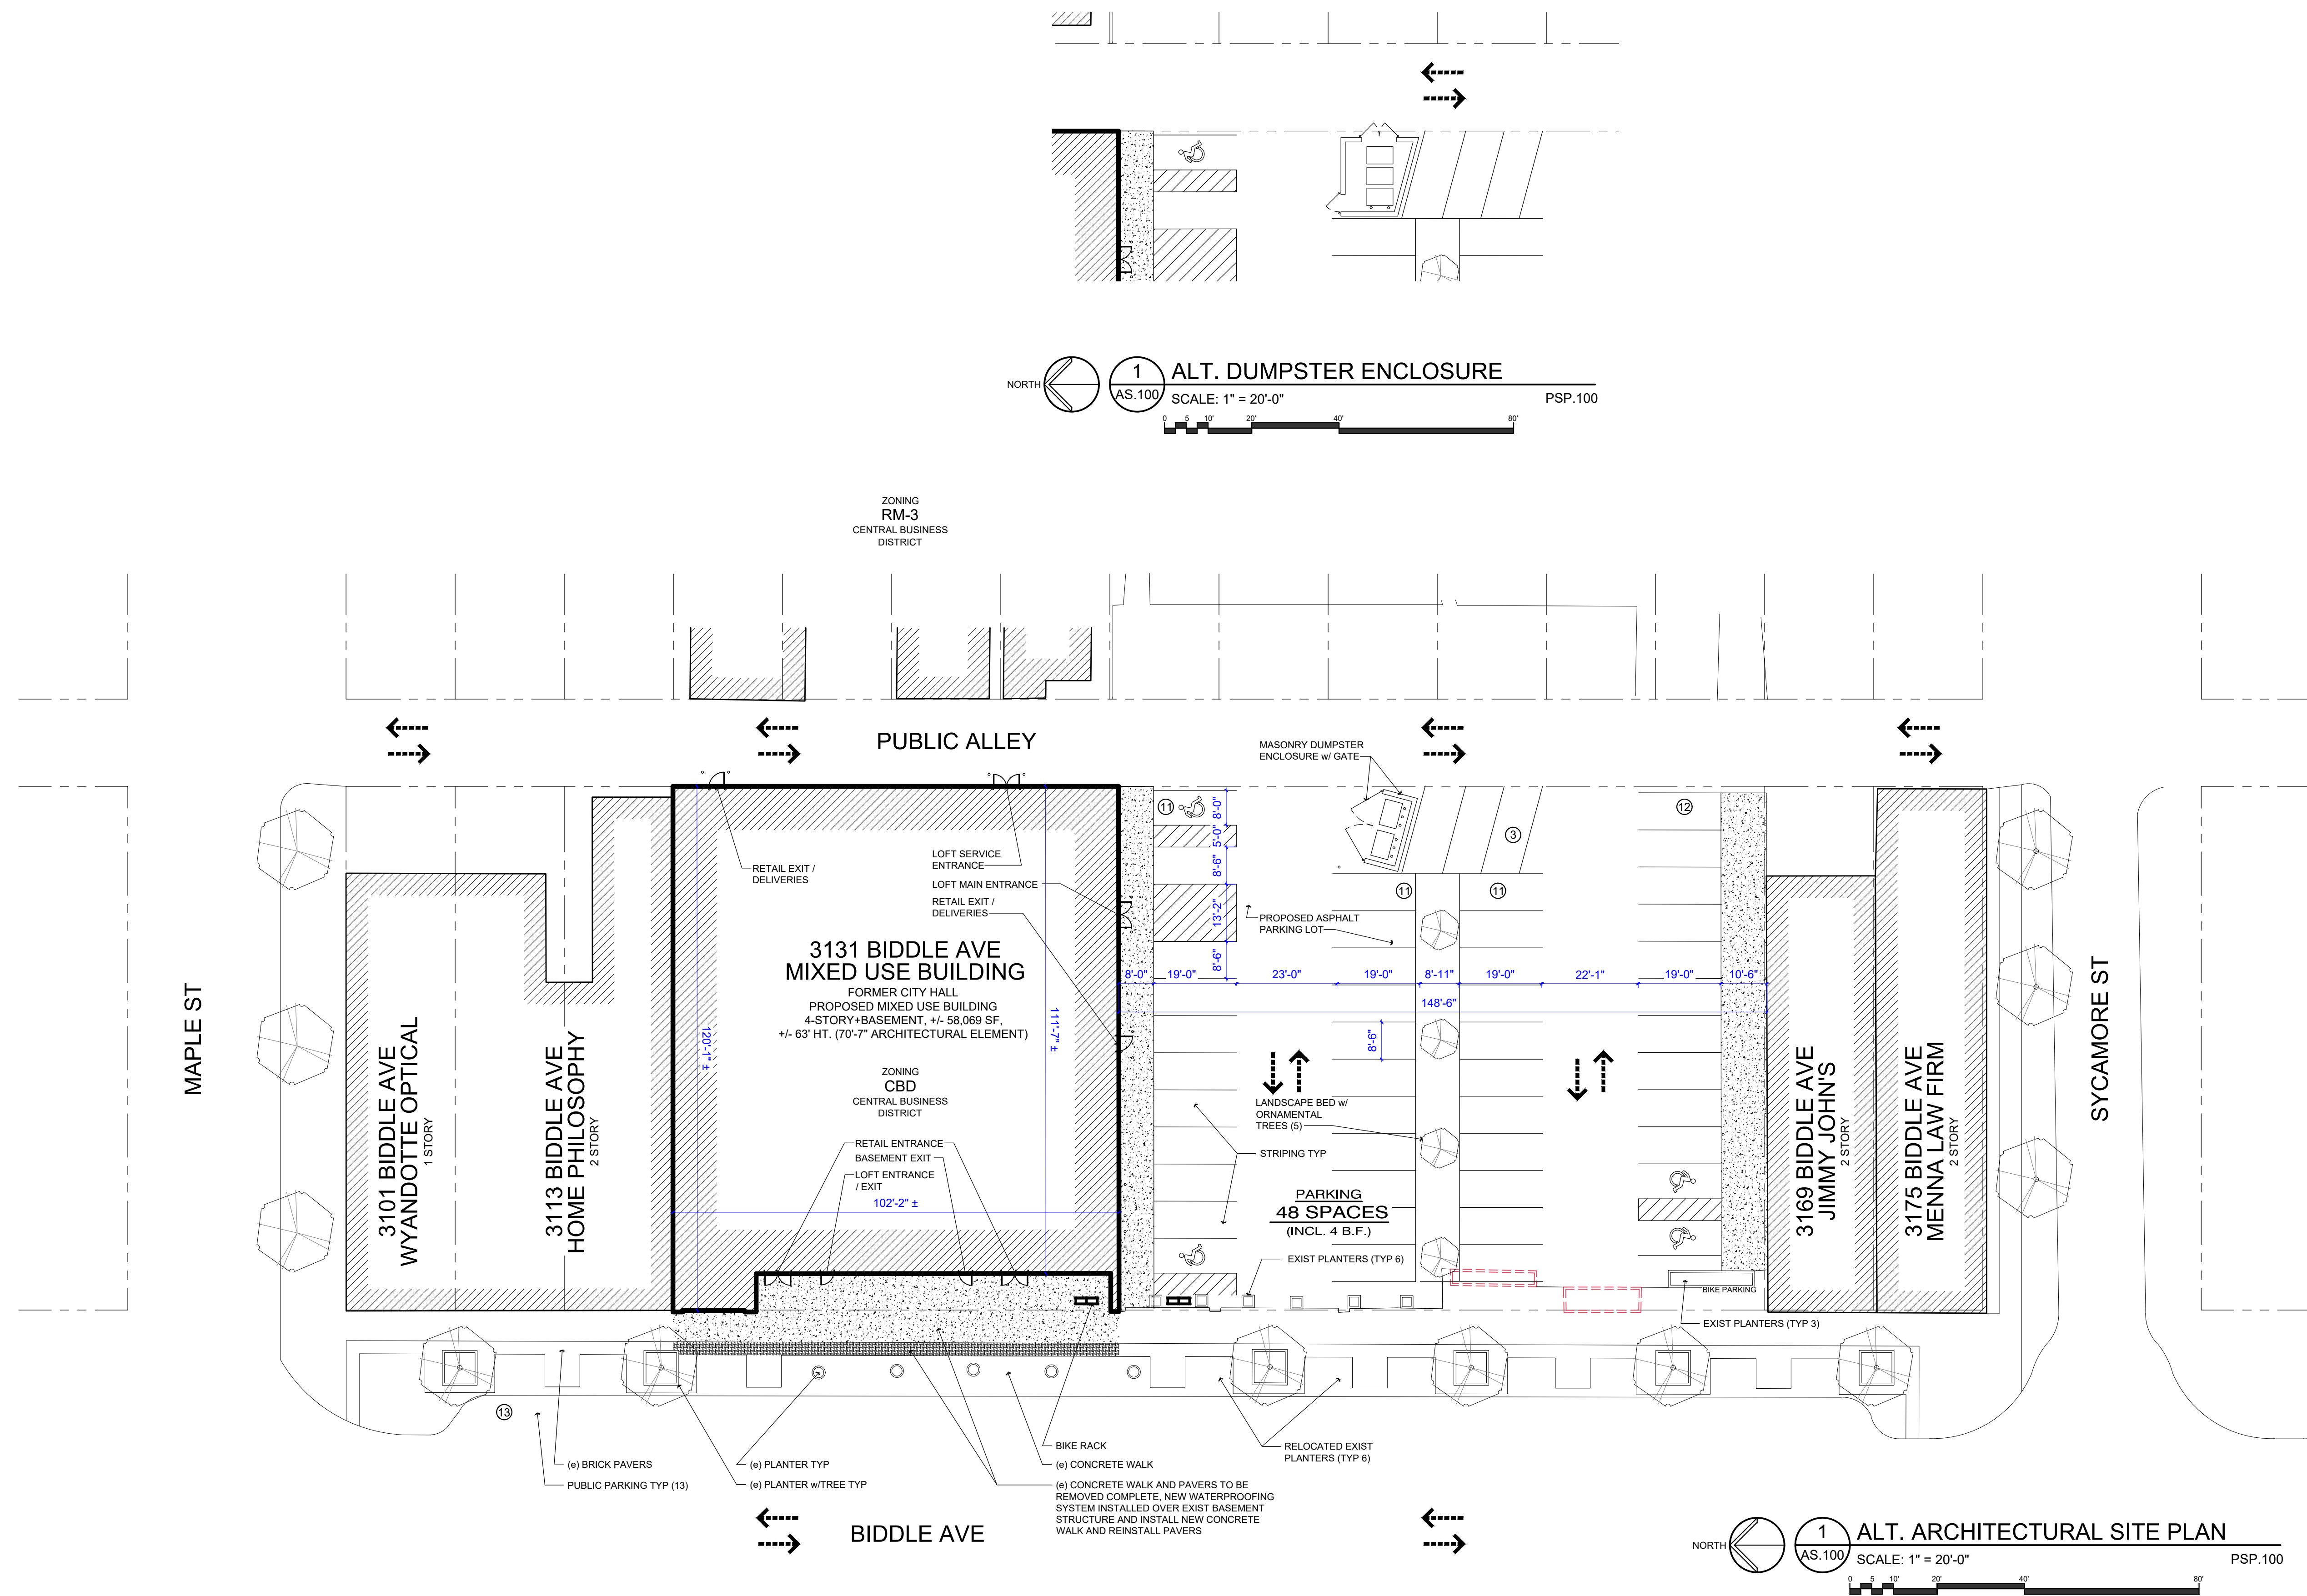 NORTH
1
AS.100
ALT. DUMPSTER ENCLOSURE
SCALE: 1" = 20'-0"
PSP.100
0 5 10' 20' 40' 80'
ZONING
RM-3
CENTRAL BUSINESS
DISTRICT
PUBLIC ALLEY
MASONRY DUMPSTER
ENCLOSURE w/ GATE
11
8'-0"
5'-0"
8'-6"
13'-2"
8'-6"
3
12
11
11
RETAIL EXIT /
DELIVERIES
LOFT SERVICE
ENTRANCE
LOFT MAIN ENTRANCE
RETAIL EXIT /
DELIVERIES
PROPOSED ASPHALT
PARKING LOT
3131 BIDDLE AVE
MIXED USE BUILDING
FORMER CITY HALL
PROPOSED MIXED USE BUILDING
4-STORY+BASEMENT, +/- 58,069 SF,
+/- 63' HT. (70'-7" ARCHITECTURAL ELEMENT)
120'-1" ±
111'-7" ±
8'-0" 19'-0" 23'-0" 19'-0" 8'-11" 19'-0" 22'-1" 19'-0" 10'-6"
148'-6"
8'-6"
ZONING
CBD
CENTRAL BUSINESS
DISTRICT
MAPLE ST
3101 BIDDLE AVE
WYANDOTTE OPTICAL
1 STORY
3113 BIDDLE AVE
HOME PHILOSOPHY
2 STORY
RETAIL ENTRANCE
BASEMENT EXIT
LOFT ENTRANCE
/ EXIT
102'-2" ±
LANDSCAPE BED w/
ORNAMENTAL
TREES (5)
STRIPING TYP
PARKING
48 SPACES
(INCL. 4 B.F.)
EXIST PLANTERS (TYP 6)
3169 BIDDLE AVE
JIMMY JOHN'S
2 STORY
3175 BIDDLE AVE
MENNA LAW FIRM
2 STORY
SYCAMORE ST
BIKE PARKING
EXIST PLANTERS (TYP 3)
13
(e) BRICK PAVERS
PUBLIC PARKING TYP (13)
(e) PLANTER TYP
(e) PLANTER w/TREE TYP
BIKE RACK
(e) CONCRETE WALK
(e) CONCRETE WALK AND PAVERS TO BE
REMOVED COMPLETE, NEW WATERPROOFING
SYSTEM INSTALLED OVER EXIST BASEMENT
STRUCTURE AND INSTALL NEW CONCRETE
WALK AND REINSTALL PAVERS
RELOCATED EXIST
PLANTERS (TYP 6)
BIDDLE AVE
NORTH
1
AS.100
ALT. ARCHITECTURAL SITE PLAN
SCALE: 1" = 20'-0"
PSP.100
0 5 10' 20' 40' 80'